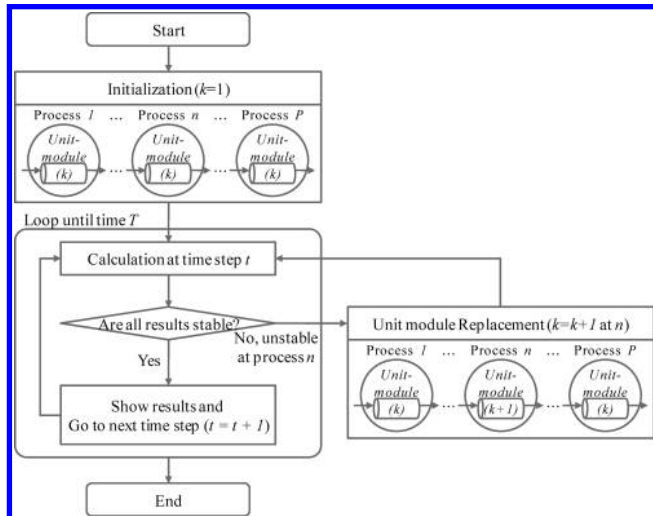 Start
Initialization (k=1)
Process 1 ... Process n ... Process P
Unit-module (k)
Unit-module (k)
Unit-module (k)
... ...
Loop until time T
Calculation at time step t
Are all results stable?
No, unstable
at process n
Yes
Show results and
Go to next time step (t = t + 1)
End
Unit module Replacement (k=k+1 at n)
Process 1 ... Process n ... Process P
Unit-module (k)
Unit-module (k+1)
Unit-module (k)
... ...